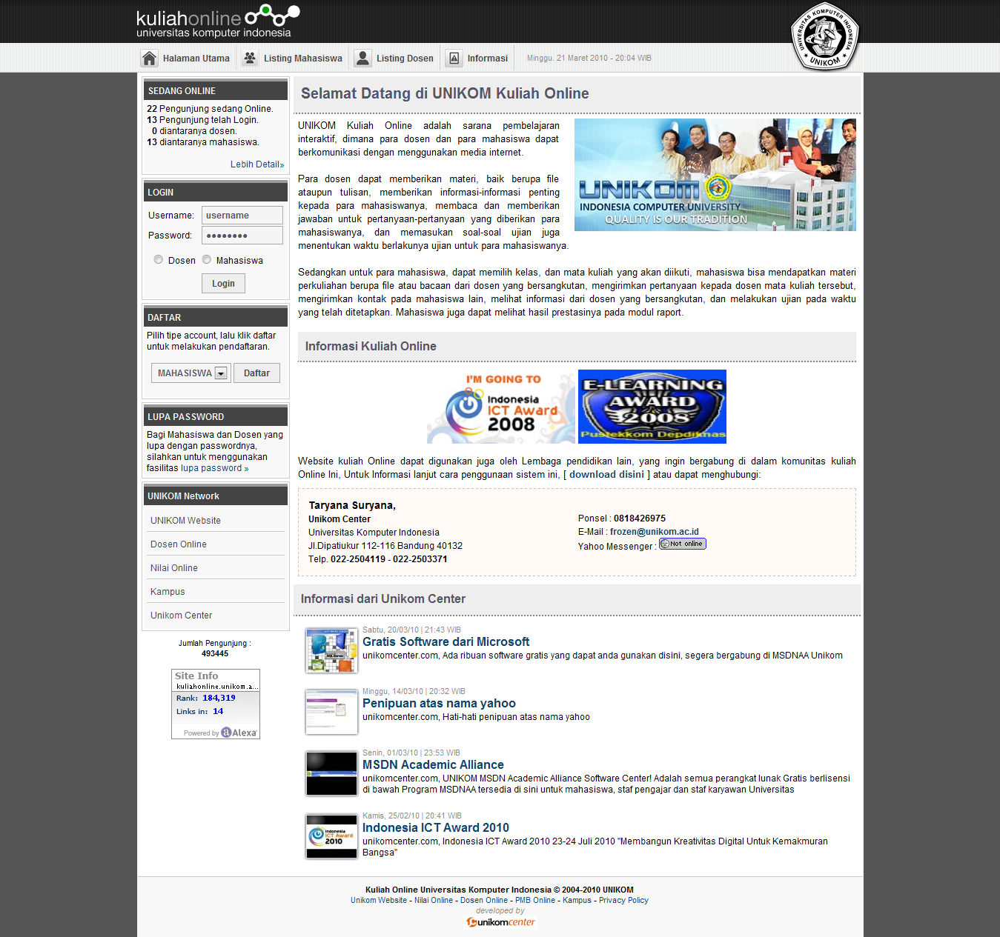 kuliahonline
universitas komputer indonesia
UNIVERSITAS KOMPUTER INDONESIA
UNIKOM
Halaman Utama
Listing Mahasiswa
Listing Dosen
Informasi
Minggu. 21 Maret 2010 - 20:04 WIB
SEDANG ONLINE
22 Pengunjung sedang Online.
13 Pengunjung telah Login.
0 diantaranya dosen.
13 diantaranya mahasiswa.
Lebih Detail»
LOGIN
Username: username
Password: ••••••••
Dosen Mahasiswa
Login
DAFTAR
Pilih tipe account, lalu klik daftar
untuk melakukan pendaftaran.
MAHASISWA Daftar
LUPA PASSWORD
Bagi Mahasiswa dan Dosen yang
lupa dengan passwordnya,
silahkan untuk menggunakan
fasilitas lupa password »
UNIKOM Network
UNIKOM Website
Dosen Online
Nilai Online
Kampus
Unikom Center
Jumlah Pengunjung :
493445
Site Info
kuliahonline.unikom.a...
Rank: 184,319
Links in: 14
Powered by Alexa
Selamat Datang di UNIKOM Kuliah Online
UNIKOM Kuliah Online adalah sarana pembelajaran
interaktif, dimana para dosen dan para mahasiswa dapat
berkomunikasi dengan menggunakan media internet.
Para dosen dapat memberikan materi, baik berupa file
ataupun tulisan, memberikan informasi-informasi penting
kepada para mahasiswanya, membaca dan memberikan
jawaban untuk pertanyaan-pertanyaan yang diberikan para
mahasiswanya, dan memasukan soal-soal ujian juga
menentukan waktu berlakunya ujian untuk para mahasiswanya.
UNIKOM
INDONESIA COMPUTER UNIVERSITY
QUALITY IS OUR TRADITION
Sedangkan untuk para mahasiswa, dapat memilih kelas, dan mata kuliah yang akan diikuti, mahasiswa bisa mendapatkan materi
perkuliahan berupa file atau bacaan dari dosen yang bersangkutan, mengirimkan pertanyaan kepada dosen mata kuliah tersebut,
mengirimkan kontak pada mahasiswa lain, melihat informasi dari dosen yang bersangkutan, dan melakukan ujian pada waktu
yang telah ditetapkan. Mahasiswa juga dapat melihat hasil prestasinya pada modul raport.
Informasi Kuliah Online
I'M GOING TO
Indonesia
ICT Award
2008
E-LEARNING
AWARD
2008
Pustekkom Depdiknas
Website kuliah Online dapat digunakan juga oleh Lembaga pendidikan lain, yang ingin bergabung di dalam komunitas kuliah
Online Ini, Untuk Informasi lanjut cara penggunaan sistem ini, [ download disini ] atau dapat menghubungi:
Taryana Suryana,
Unikom Center
Universitas Komputer Indonesia
Jl.Dipatiukur 112-116 Bandung 40132
Telp. 022-2504119 - 022-2503371
Ponsel : 0818426975
E-Mail : frozen@unikom.ac.id
Yahoo Messenger : Not online
Informasi dari Unikom Center
Sabtu, 20/03/10 | 21:43 WIB
Gratis Software dari Microsoft
unikomcenter.com, Ada ribuan software gratis yang dapat anda gunakan disini, segera bergabung di MSDNAA Unikom
Minggu, 14/03/10 | 20:32 WIB
Penipuan atas nama yahoo
unikomcenter.com, Hati-hati penipuan atas nama yahoo
Senin, 01/03/10 | 23:53 WIB
MSDN Academic Alliance
unikomcenter.com, UNIKOM MSDN Academic Alliance Software Center! Adalah semua perangkat lunak Gratis berlisensi
di bawah Program MSDNAA tersedia di sini untuk mahasiswa, staf pengajar dan staf karyawan Universitas
Indonesia
ICT Award
2010
Kamis, 25/02/10 | 20:41 WIB
Indonesia ICT Award 2010
unikomcenter.com, Indonesia ICT Award 2010 23-24 Juli 2010 "Membangun Kreativitas Digital Untuk Kemakmuran
Bangsa"
Kuliah Online Universitas Komputer Indonesia © 2004-2010 UNIKOM
Unikom Website - Nilai Online - Dosen Online - PMB Online - Kampus - Privacy Policy
developed by
unikomcenter